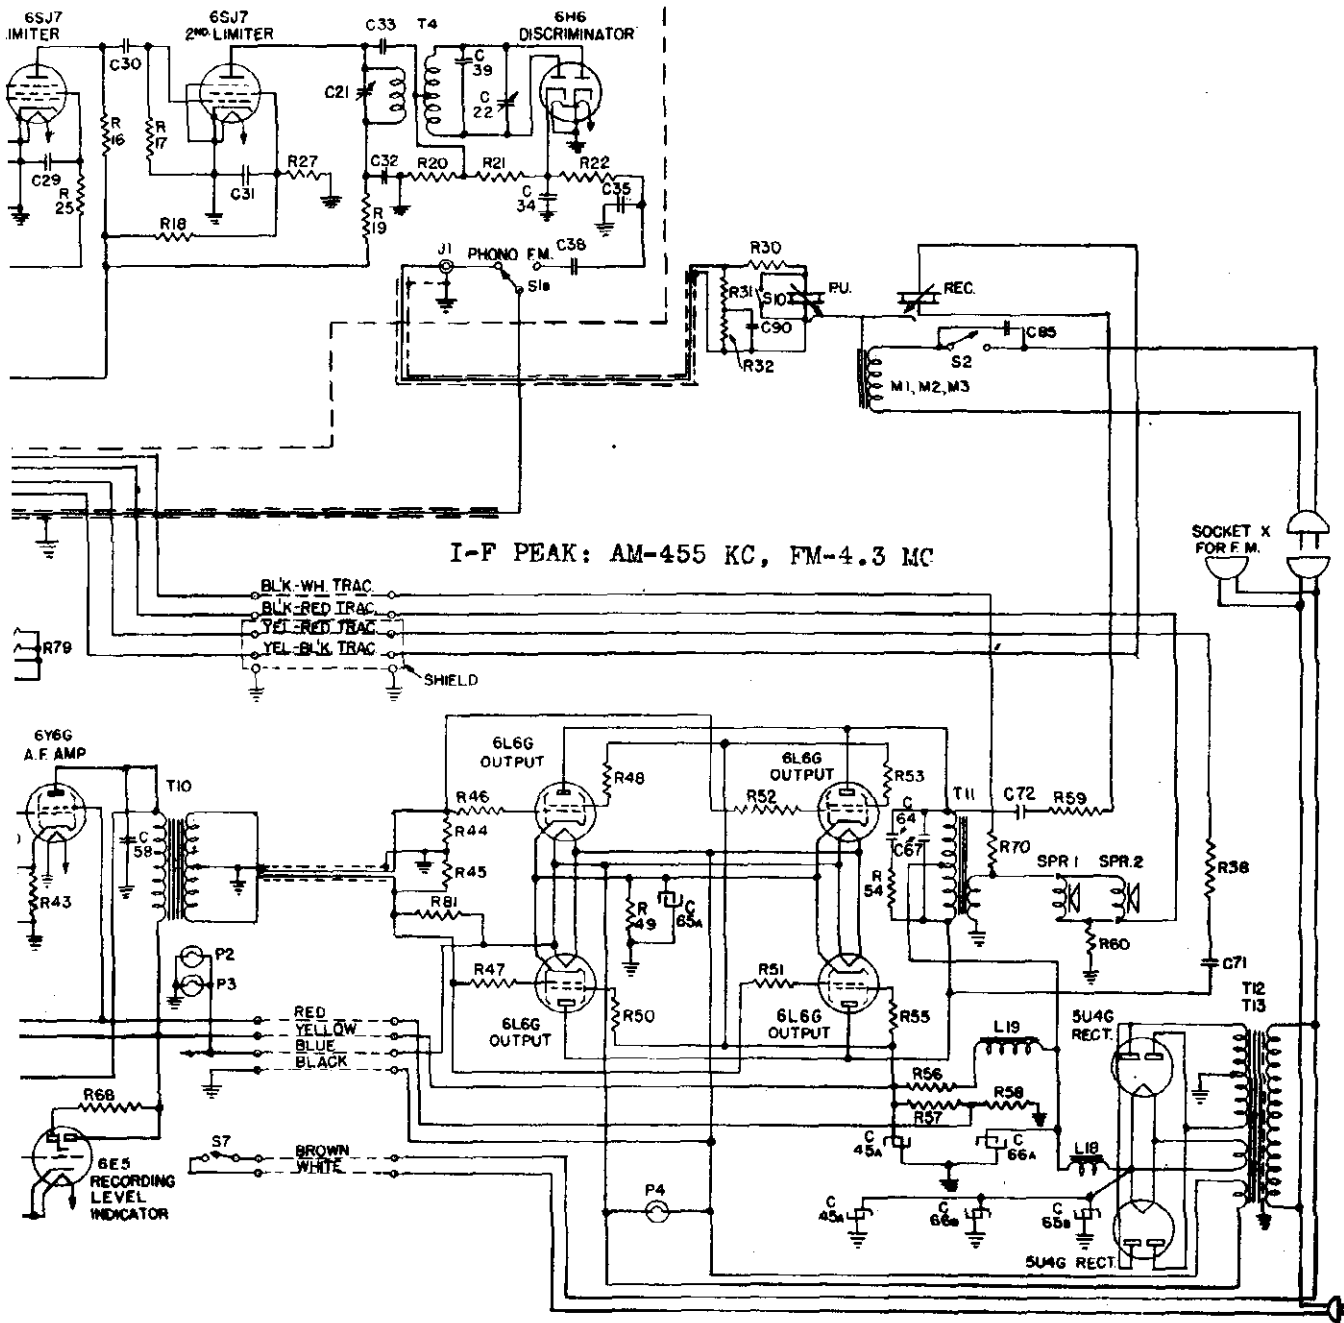 6SJ7
IMITER
6SJ7
2ND. LIMITER
C33
T4
6H6
DISCRIMINATOR
C30
C21
C
39
C
22
R
16
R
17
C29
R
25
C31
R27
R18
C32
R20
R21
R22
C
34
C35
R
19
J1
PHONO
F.M.
C38
S1B
R30
R31
S10
P.U.
REC.
C90
R32
C85
S2
M1, M2, M3
SOCKET X
FOR F.M.
I-F PEAK: AM-455 KC, FM-4.3 MC
BLK-WH. TRAC.
BLK-RED TRAC.
YEL-RED TRAC.
YEL-BLK. TRAC.
R79
SHIELD
6Y6G
A.F. AMP
T10
C
58
R43
6L6G
OUTPUT
R48
6L6G
OUTPUT
R53
R46
R44
R45
R52
C
64
C67
T11
C72
R59
R70
SPR.1
SPR.2
R38
R81
R
49
C
65A
R
54
R60
C71
P2
P3
R47
R50
R51
R55
6L6G
OUTPUT
6L6G
OUTPUT
L19
5U4G
RECT.
T12
T13
RED
YELLOW
BLUE
BLACK
R56
R57
R58
R68
S7
BROWN
WHITE
C
45A
C
66A
L18
6E5
RECORDING
LEVEL
INDICATOR
P4
C
45A
C
66B
C
65B
5U4G RECT.